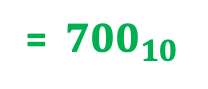 = 700₁₀